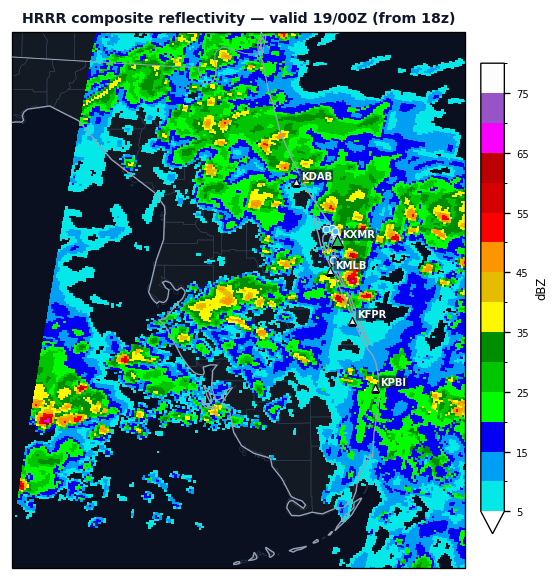 HRRR composite reflectivity — valid 19/00Z (from 18z)
KDAB
KXMR
KMLB
KFPR
KPBI
75
65
55
45
35
25
15
5
dBZ